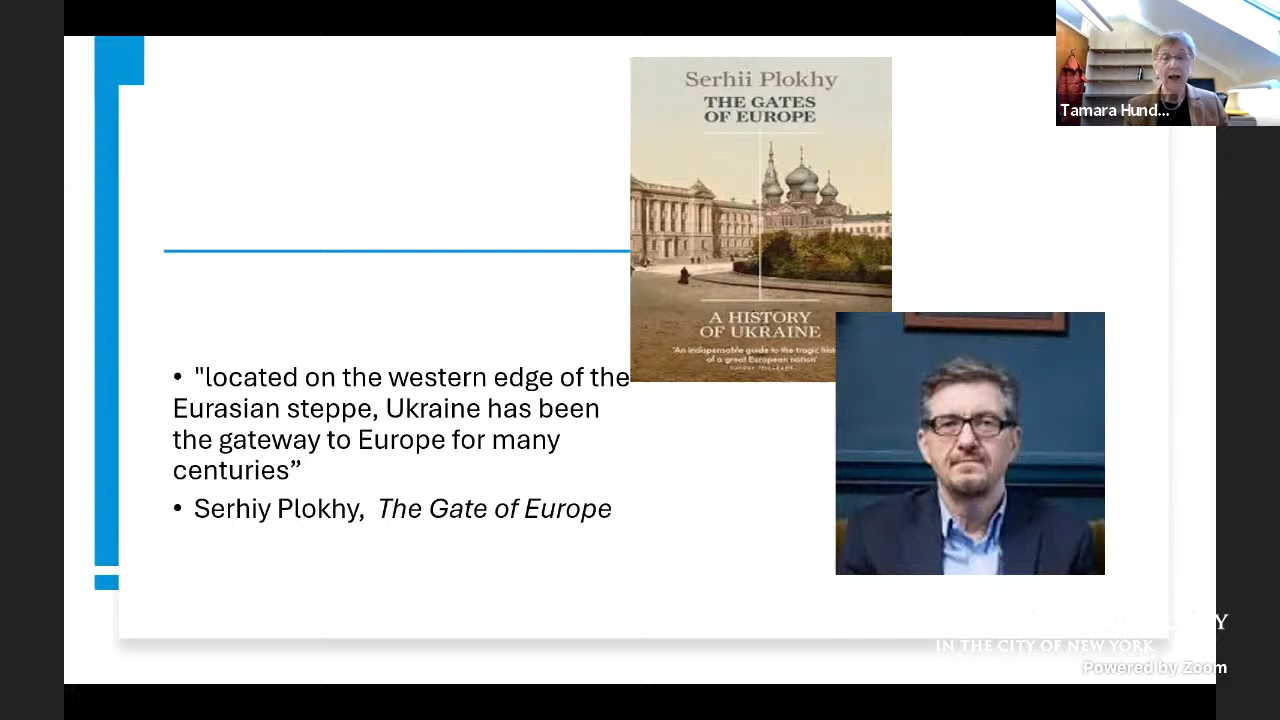 Serhii Plokhy
THE GATES
OF EUROPE
A HISTORY
OF UKRAINE
"An indispensable guide to the tragic
of a great European nation"
SUNDAY TELEGRAPH
• "located on the western edge of the
Eurasian steppe, Ukraine has been
the gateway to Europe for many
centuries”
• Serhiy Plokhy, The Gate of Europe
Tamara Hund...
IN THE CITY OF NEW YORK
Powered by Zoom